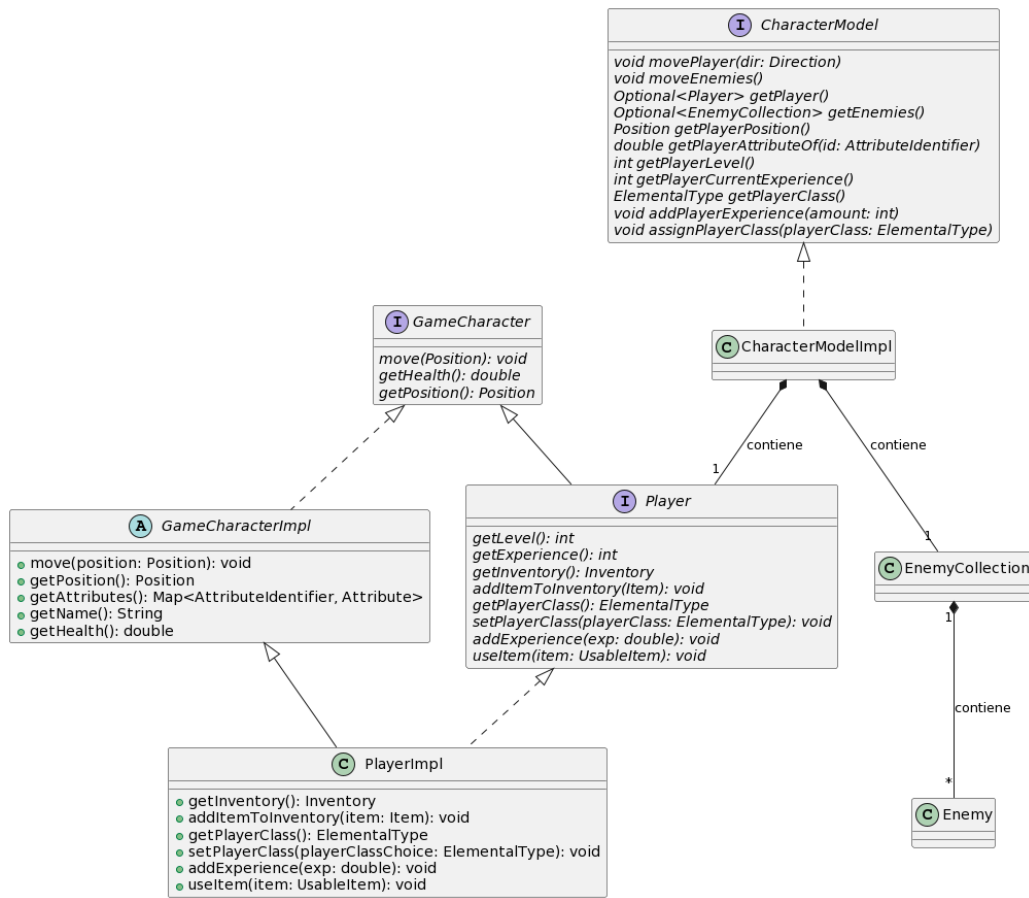 I CharacterModel
void movePlayer(dir: Direction)
void moveEnemies()
Optional<Player> getPlayer()
Optional<EnemyCollection> getEnemies()
Position getPlayerPosition()
double getPlayerAttributeOf(id: AttributeIdentifier)
int getPlayerLevel()
int getPlayerCurrentExperience()
ElementalType getPlayerClass()
void addPlayerExperience(amount: int)
void assignPlayerClass(playerClass: ElementalType)
I GameCharacter
move(Position): void
getHealth(): double
getPosition(): Position
C CharacterModelImpl
contiene
contiene
1
1
A GameCharacterImpl
move(position: Position): void
getPosition(): Position
getAttributes(): Map<AttributeIdentifier, Attribute>
getName(): String
getHealth(): double
I Player
getLevel(): int
getExperience(): int
getInventory(): Inventory
addItemToInventory(Item): void
getPlayerClass(): ElementalType
setPlayerClass(playerClass: ElementalType): void
addExperience(exp: double): void
useItem(item: UsableItem): void
C EnemyCollection
1
contiene
*
C PlayerImpl
getInventory(): Inventory
addItemToInventory(item: Item): void
getPlayerClass(): ElementalType
setPlayerClass(playerClassChoice: ElementalType): void
addExperience(exp: double): void
useItem(item: UsableItem): void
C Enemy